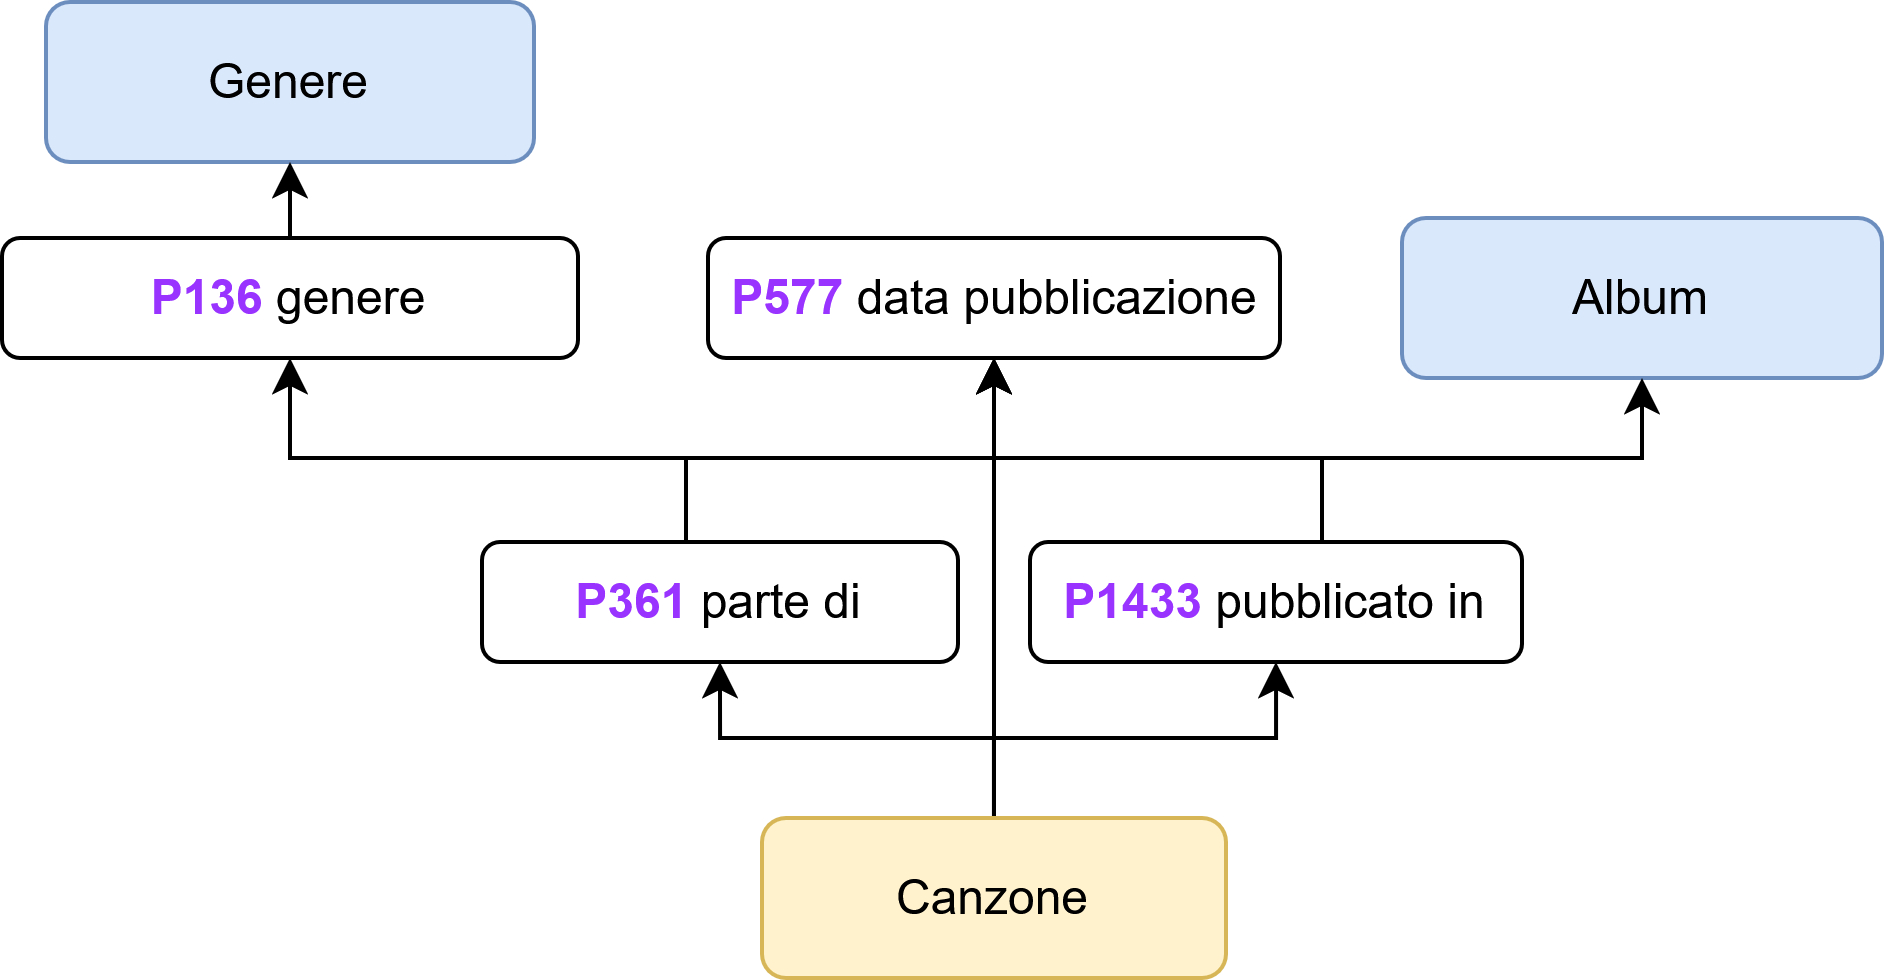 Genere
P136 genere
P577 data pubblicazione
Album
P361 parte di
P1433 pubblicato in
Canzone